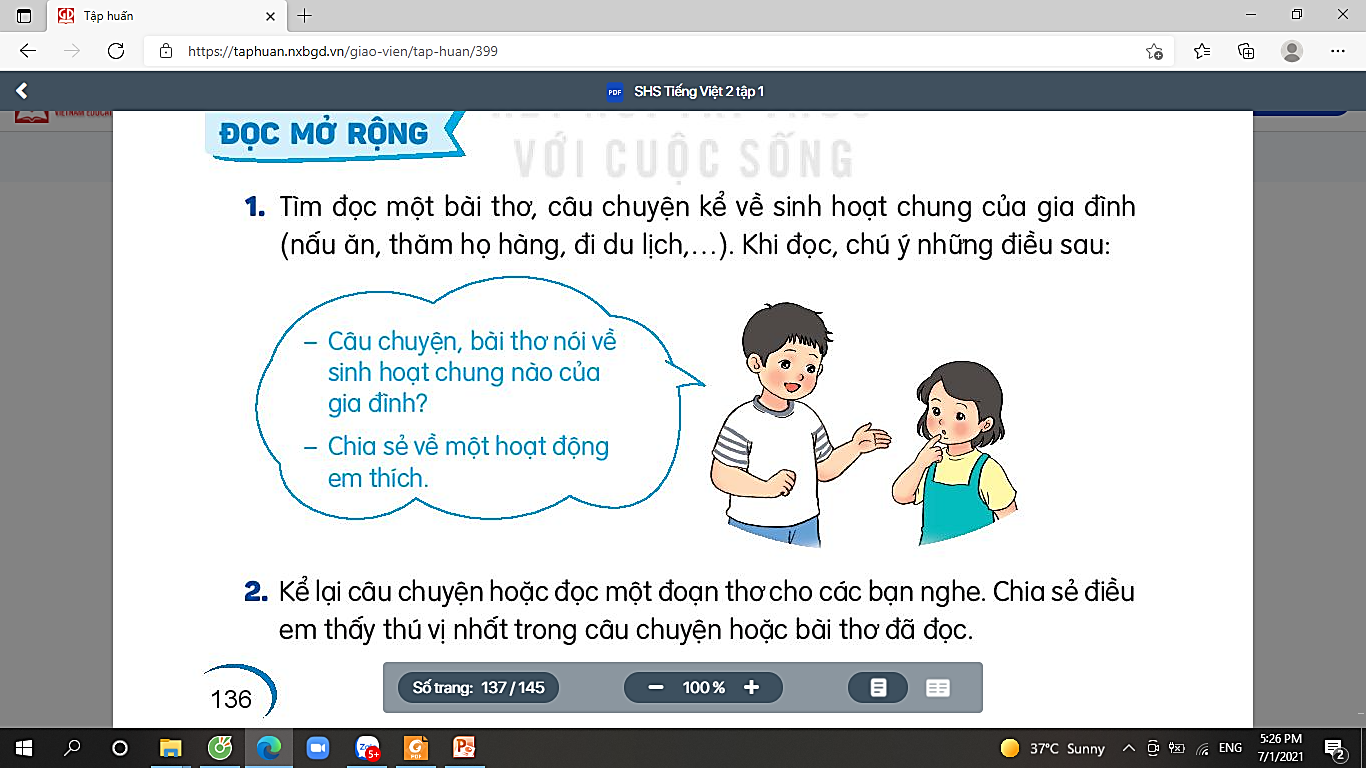 Tập huấn
https://taphuan.nxbgd.vn/giao-vien/tap-huan/399
PDF SHS Tiếng Việt 2 tập 1
ĐỌC MỞ RỘNG
VỚI CUỘC SỐNG
1. Tìm đọc một bài thơ, câu chuyện kể về sinh hoạt chung của gia đình
(nấu ăn, thăm họ hàng, đi du lịch,...). Khi đọc, chú ý những điều sau:
– Câu chuyện, bài thơ nói về
sinh hoạt chung nào của
gia đình?
– Chia sẻ về một hoạt động
em thích.
2. Kể lại câu chuyện hoặc đọc một đoạn thơ cho các bạn nghe. Chia sẻ điều
em thấy thú vị nhất trong câu chuyện hoặc bài thơ đã đọc.
136
Số trang: 137 / 145
100 %
37°C Sunny
ENG
5:26 PM
7/1/2021
2
5+